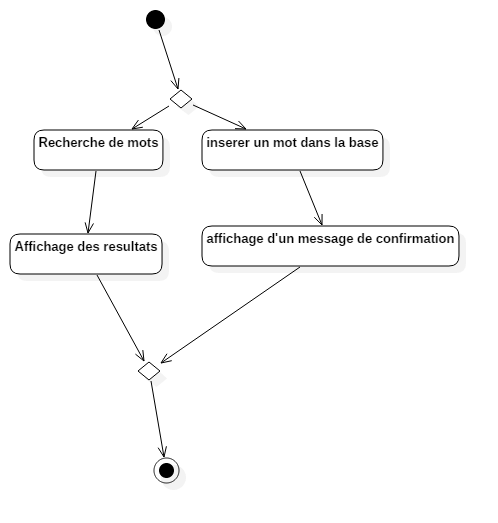 Recherche de mots
inserer un mot dans la base
Affichage des resultats
affichage d'un message de confirmation